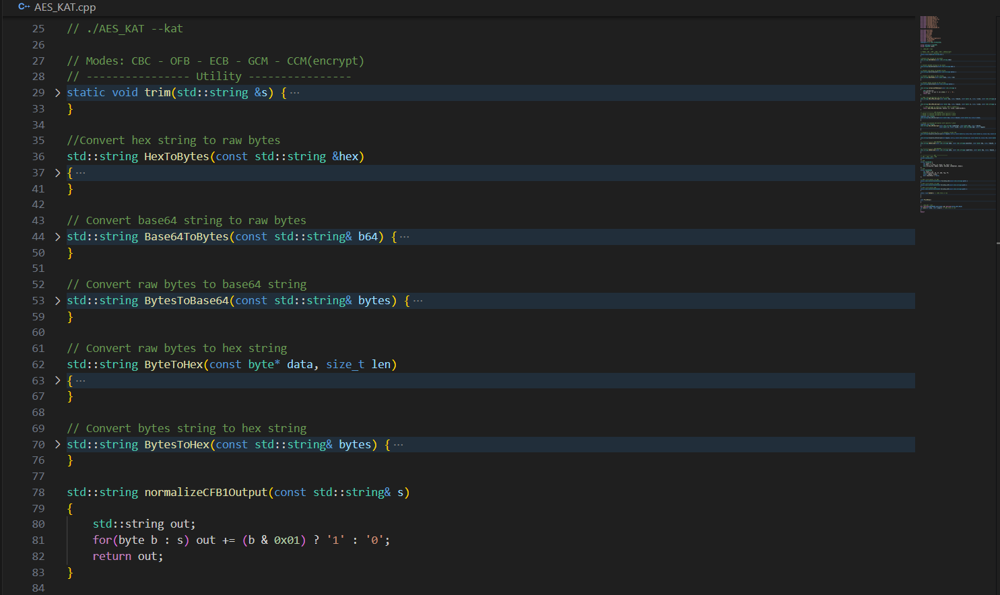 C++ AES_KAT.cpp
25 // ./AES_KAT --kat
26
27 // Modes: CBC - OFB - ECB - GCM - CCM(encrypt)
28 // ---------------- Utility ----------------
29 > static void trim(std::string &s) { ···
33 }
34
35 //Convert hex string to raw bytes
36 std::string HexToBytes(const std::string &hex)
37 > { ···
41 }
42
43 // Convert base64 string to raw bytes
44 > std::string Base64ToBytes(const std::string& b64) { ···
50 }
51
52 // Convert raw bytes to base64 string
53 > std::string BytesToBase64(const std::string& bytes) { ···
59 }
60
61 // Convert raw bytes to hex string
62 std::string ByteToHex(const byte* data, size_t len)
63 > { ···
67 }
68
69 // Convert bytes string to hex string
70 > std::string BytesToHex(const std::string& bytes) { ···
76 }
77
78 std::string normalizeCFB1Output(const std::string& s)
79 {
80     std::string out;
81     for(byte b : s) out += (b & 0x01) ? '1' : '0';
82     return out;
83 }
84